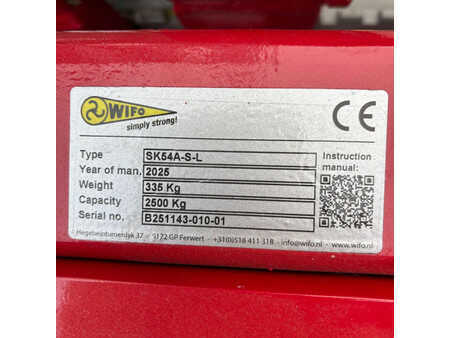 WIFO
simply strong!
CE
Type SK54A-S-L
Year of man. 2025
Weight 335 Kg
Capacity 2500 Kg
Serial no. B251143-010-01
Instruction
manual:
Hegebeintumerdyk 37 - 9172 GP Ferwert - +31(0)518 411 318 - info@wifo.nl - www.wifo.nl